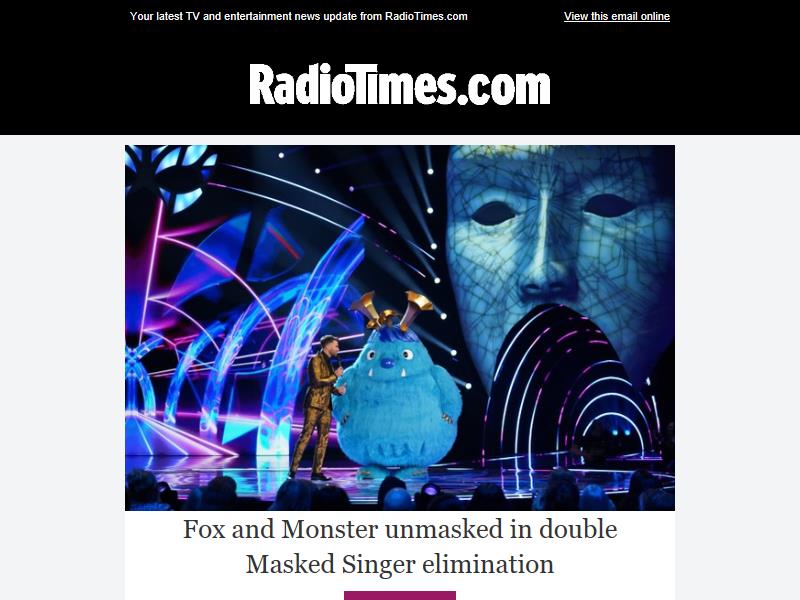 Your latest TV and entertainment news update from RadioTimes.com
View this email online
RadioTimes.com
Fox and Monster unmasked in double
Masked Singer elimination